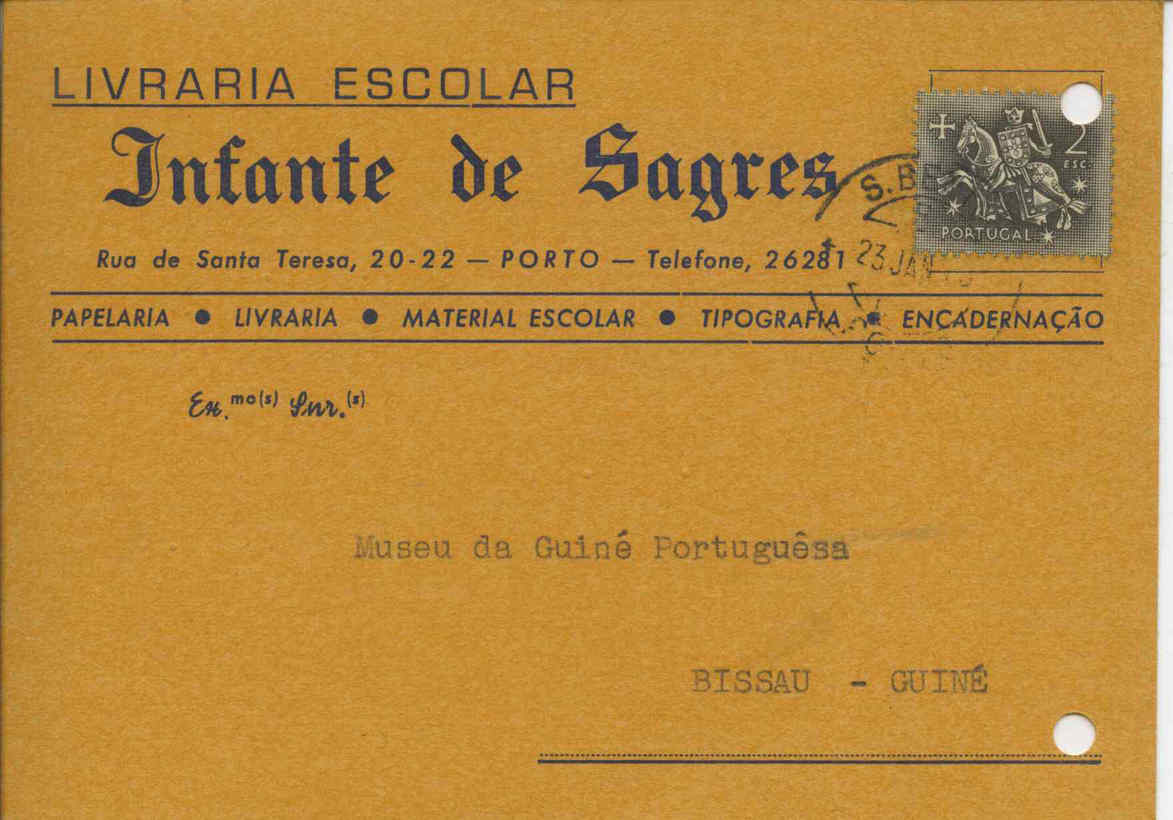 LIVRARIA ESCOLAR
Infante de Sagres
Rua de Santa Teresa, 20-22 — PORTO — Telefone, 26281
PAPELARIA ● LIVRARIA ● MATERIAL ESCOLAR ● TIPOGRAFIA ● ENCADERNAÇÃO
2
ESC.
PORTUGAL
23 JAN
Ex.mo(s) Snr.(s)
Museu da Guiné Portuguêsa
BISSAU - GUINÉ